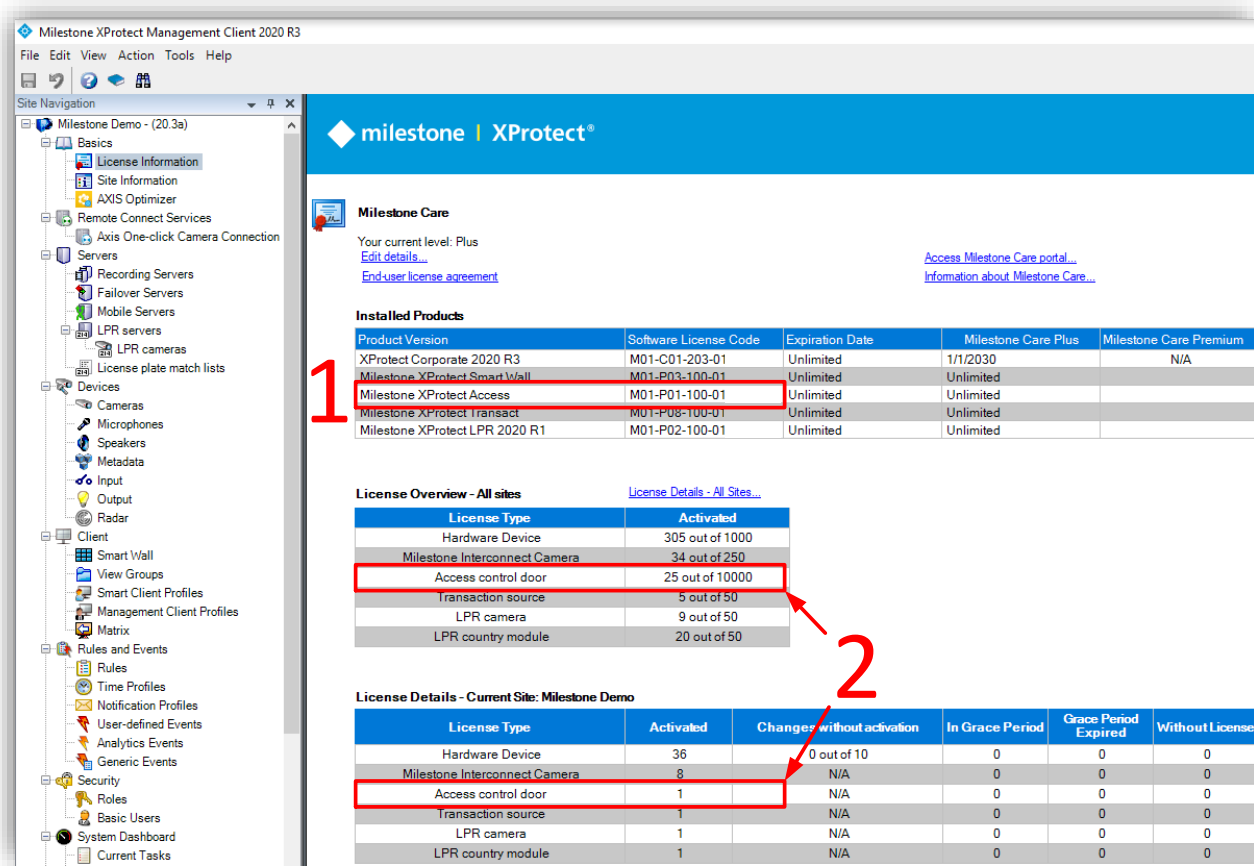 Milestone XProtect Management Client 2020 R3
File Edit View Action Tools Help
Site Navigation
Milestone Demo - (20.3a)
Basics
License Information
Site Information
AXIS Optimizer
Remote Connect Services
Axis One-click Camera Connection
Servers
Recording Servers
Failover Servers
Mobile Servers
LPR servers
LPR cameras
License plate match lists
Devices
Cameras
Microphones
Speakers
Metadata
Input
Output
Radar
Client
Smart Wall
View Groups
Smart Client Profiles
Management Client Profiles
Matrix
Rules and Events
Rules
Time Profiles
Notification Profiles
User-defined Events
Analytics Events
Generic Events
Security
Roles
Basic Users
System Dashboard
Current Tasks
milestone | XProtect®
Milestone Care
Your current level: Plus
Edit details... Access Milestone Care portal...
End-user license agreement Information about Milestone Care...
Installed Products
Product Version Software License Code Expiration Date Milestone Care Plus Milestone Care Premium
XProtect Corporate 2020 R3 M01-C01-203-01 Unlimited 1/1/2030 N/A
Milestone XProtect Smart Wall M01-P03-100-01 Unlimited Unlimited
1
Milestone XProtect Access M01-P01-100-01 Unlimited Unlimited
Milestone XProtect Transact M01-P08-100-01 Unlimited Unlimited
Milestone XProtect LPR 2020 R1 M01-P02-100-01 Unlimited Unlimited
License Overview - All sites License Details - All Sites...
License Type Activated
Hardware Device 305 out of 1000
Milestone Interconnect Camera 34 out of 250
Access control door 25 out of 10000
Transaction source 5 out of 50
LPR camera 9 out of 50
LPR country module 20 out of 50
2
License Details - Current Site: Milestone Demo
License Type Activated Changes without activation In Grace Period Grace Period Expired Without License
Hardware Device 36 0 out of 10 0 0 0
Milestone Interconnect Camera 8 N/A 0 0 0
Access control door 1 N/A 0 0 0
Transaction source 1 N/A 0 0 0
LPR camera 1 N/A 0 0 0
LPR country module 1 N/A 0 0 0